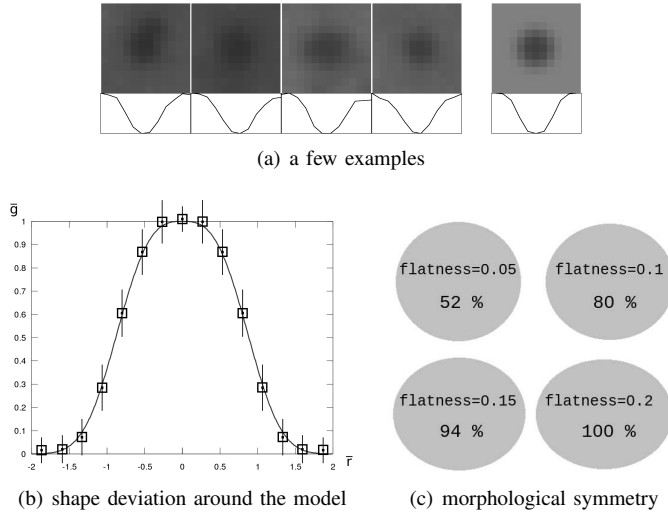 (a) a few examples
g̅
1
0.9
0.8
0.7
0.6
0.5
0.4
0.3
0.2
0.1
0
-2 -1.5 -1 -0.5 0 0.5 1 1.5 2
r̅
(b) shape deviation around the model
flatness=0.05
52 %
flatness=0.1
80 %
flatness=0.15
94 %
flatness=0.2
100 %
(c) morphological symmetry